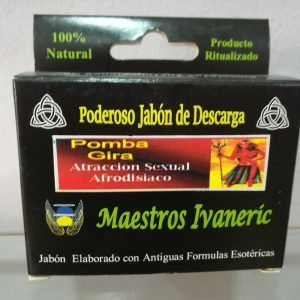 100%
Natural
Producto
Ritualizado
Poderoso Jabón de Descarga
Pomba
Gira
Atraccion Sexual
Afrodisiaco
Maestros Ivaneric
Jabón Elaborado con Antiguas Formulas Esotéricas